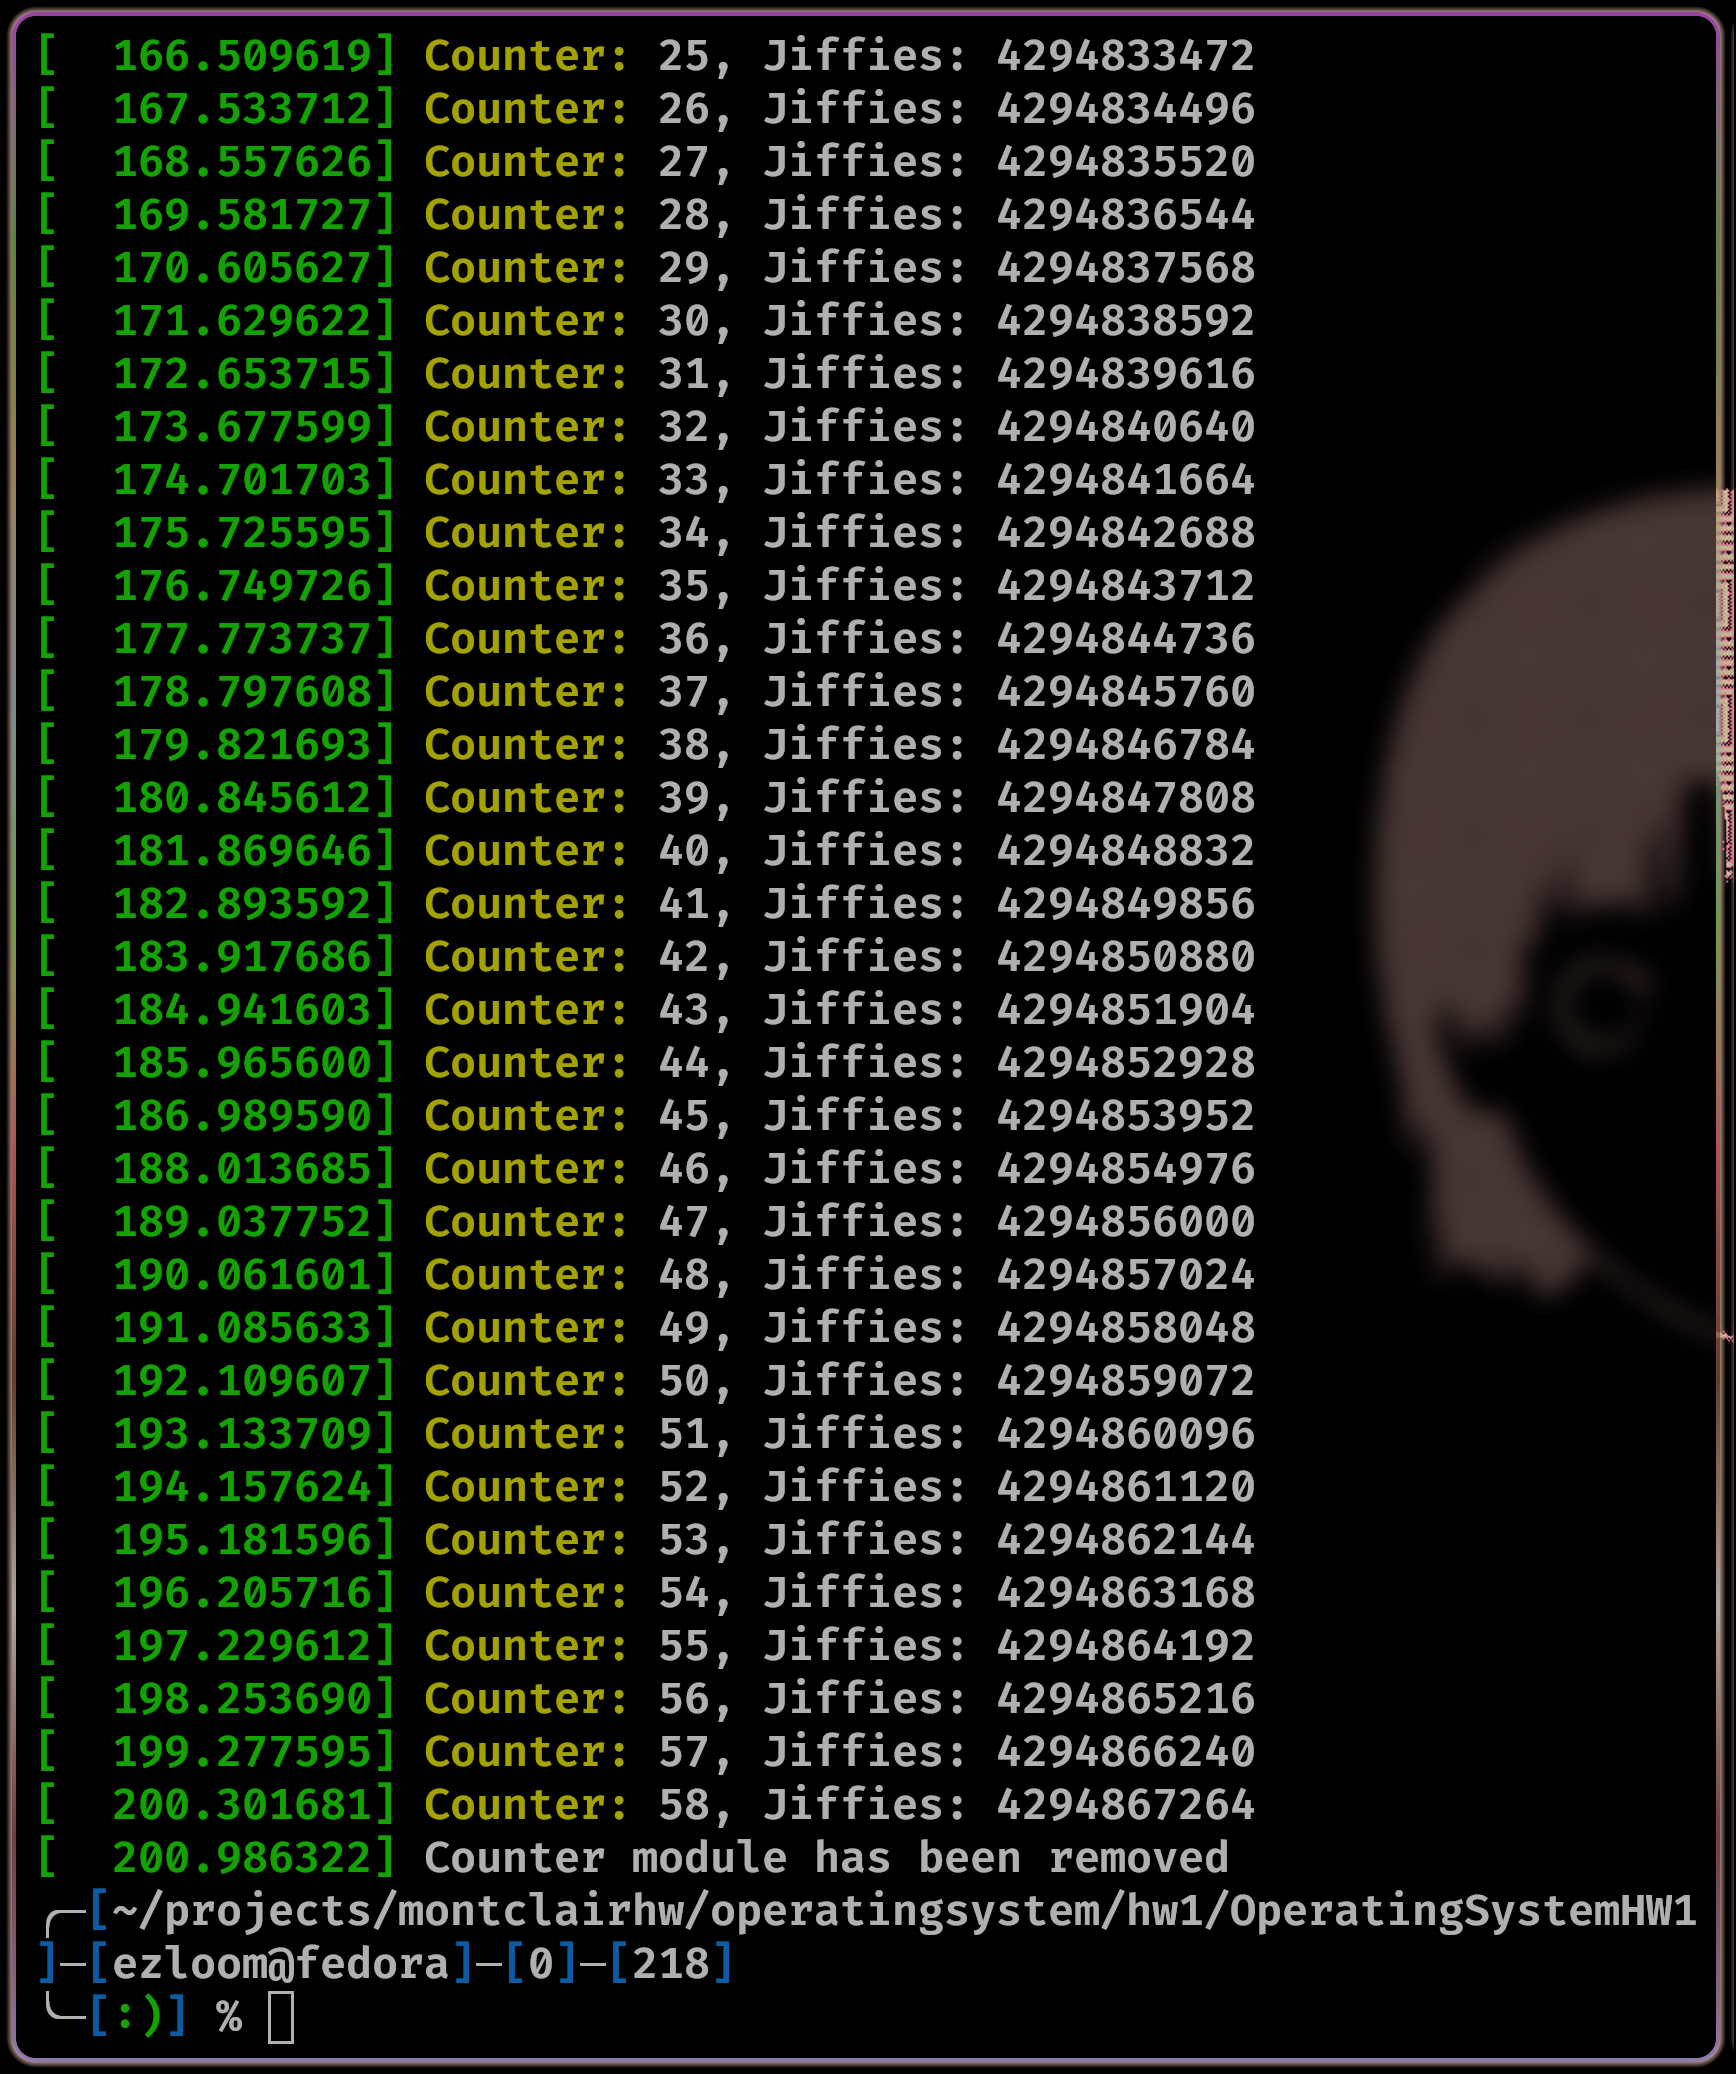 [  166.509619] Counter: 25, Jiffies: 4294833472
[  167.533712] Counter: 26, Jiffies: 4294834496
[  168.557626] Counter: 27, Jiffies: 4294835520
[  169.581727] Counter: 28, Jiffies: 4294836544
[  170.605627] Counter: 29, Jiffies: 4294837568
[  171.629622] Counter: 30, Jiffies: 4294838592
[  172.653715] Counter: 31, Jiffies: 4294839616
[  173.677599] Counter: 32, Jiffies: 4294840640
[  174.701703] Counter: 33, Jiffies: 4294841664
[  175.725595] Counter: 34, Jiffies: 4294842688
[  176.749726] Counter: 35, Jiffies: 4294843712
[  177.773737] Counter: 36, Jiffies: 4294844736
[  178.797608] Counter: 37, Jiffies: 4294845760
[  179.821693] Counter: 38, Jiffies: 4294846784
[  180.845612] Counter: 39, Jiffies: 4294847808
[  181.869646] Counter: 40, Jiffies: 4294848832
[  182.893592] Counter: 41, Jiffies: 4294849856
[  183.917686] Counter: 42, Jiffies: 4294850880
[  184.941603] Counter: 43, Jiffies: 4294851904
[  185.965600] Counter: 44, Jiffies: 4294852928
[  186.989590] Counter: 45, Jiffies: 4294853952
[  188.013685] Counter: 46, Jiffies: 4294854976
[  189.037752] Counter: 47, Jiffies: 4294856000
[  190.061601] Counter: 48, Jiffies: 4294857024
[  191.085633] Counter: 49, Jiffies: 4294858048
[  192.109607] Counter: 50, Jiffies: 4294859072
[  193.133709] Counter: 51, Jiffies: 4294860096
[  194.157624] Counter: 52, Jiffies: 4294861120
[  195.181596] Counter: 53, Jiffies: 4294862144
[  196.205716] Counter: 54, Jiffies: 4294863168
[  197.229612] Counter: 55, Jiffies: 4294864192
[  198.253690] Counter: 56, Jiffies: 4294865216
[  199.277595] Counter: 57, Jiffies: 4294866240
[  200.301681] Counter: 58, Jiffies: 4294867264
[  200.986322] Counter module has been removed
╭─[~/projects/montclairhw/operatingsystem/hw1/OperatingSystemHW1
]─[ezloom@fedora]─[0]─[218]
╰─[:)] %